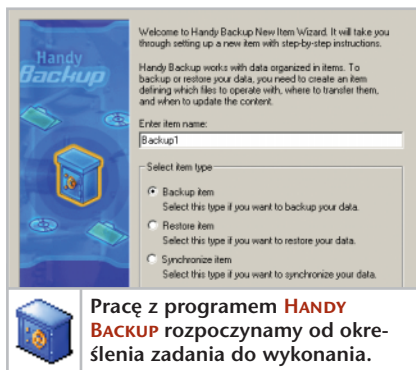 Handy
Backup
Welcome to Handy Backup New Item Wizard. It will take you
through setting up a new item with step-by-step instructions.
Handy Backup works with data organized in items. To
backup or restore your data, you need to create an item
defining which files to operate with, where to transfer them,
and when to update the content.
Enter item name:
Backup1
Select item type
Backup item
Select this type if you want to backup your data.
Restore item
Select this type if you want to restore your data.
Synchronize item
Select this type if you want to synchronize your data.
Pracę z programem HANDY
BACKUP rozpoczynamy od okre-
ślenia zadania do wykonania.